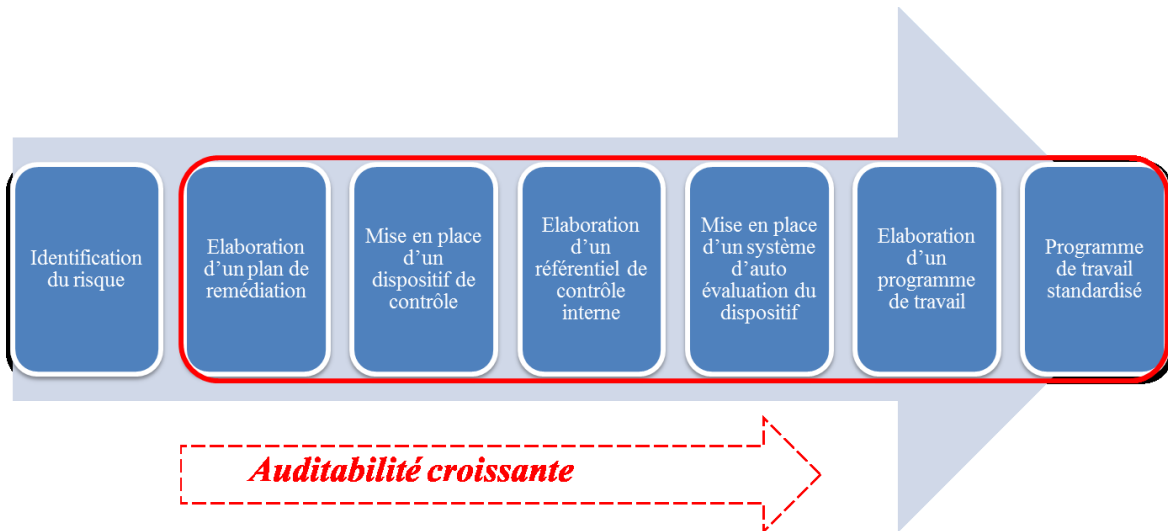 Identification
du risque
Elaboration
d'un plan de
remédiation
Mise en place
d'un
dispositif de
contrôle
Elaboration
d'un
référentiel de
contrôle
interne
Mise en place
d'un système
d'auto
évaluation du
dispositif
Elaboration
d'un
programme
de travail
Programme
de travail
standardisé
Auditabilité croissante